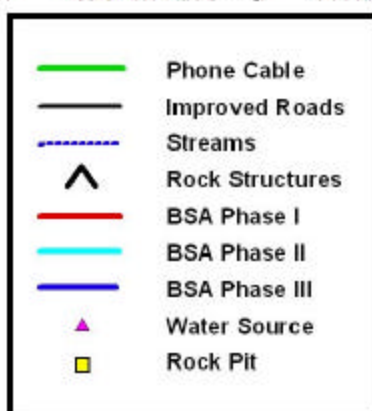 Phone Cable
Improved Roads
Streams
Rock Structures
BSA Phase I
BSA Phase II
BSA Phase III
Water Source
Rock Pit